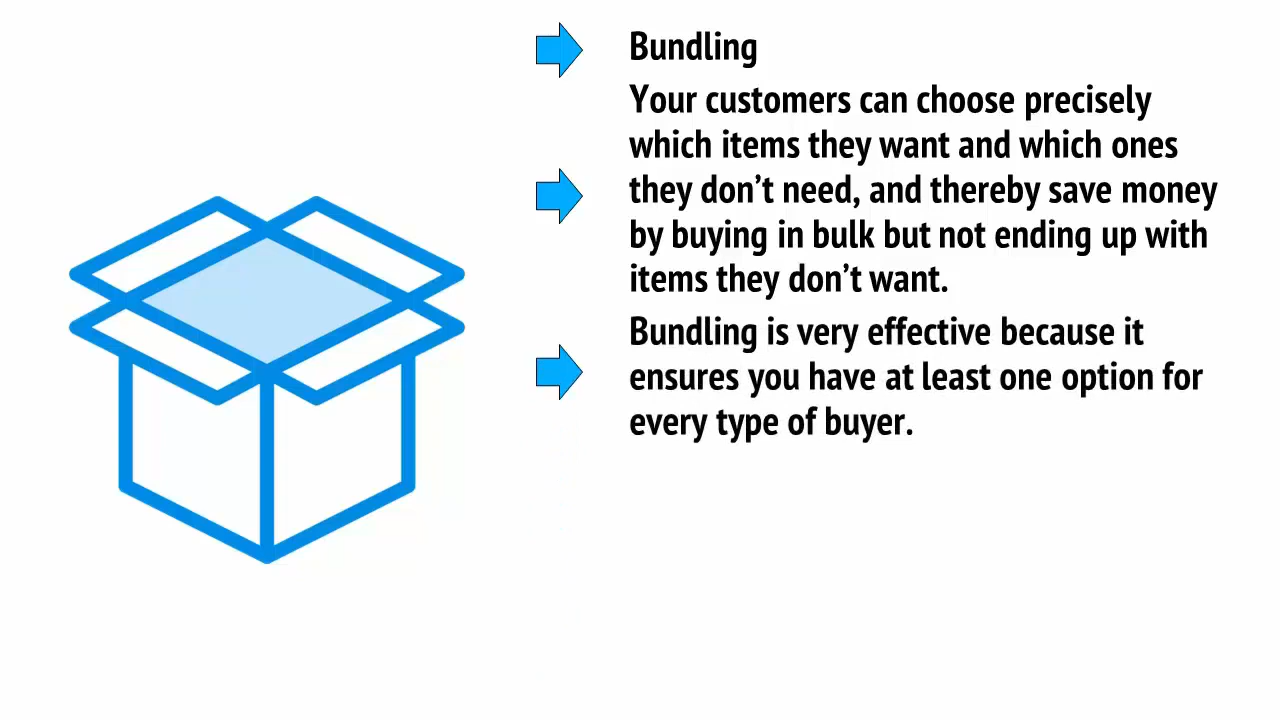 Bundling
Your customers can choose precisely
which items they want and which ones
they don’t need, and thereby save money
by buying in bulk but not ending up with
items they don’t want.
Bundling is very effective because it
ensures you have at least one option for
every type of buyer.